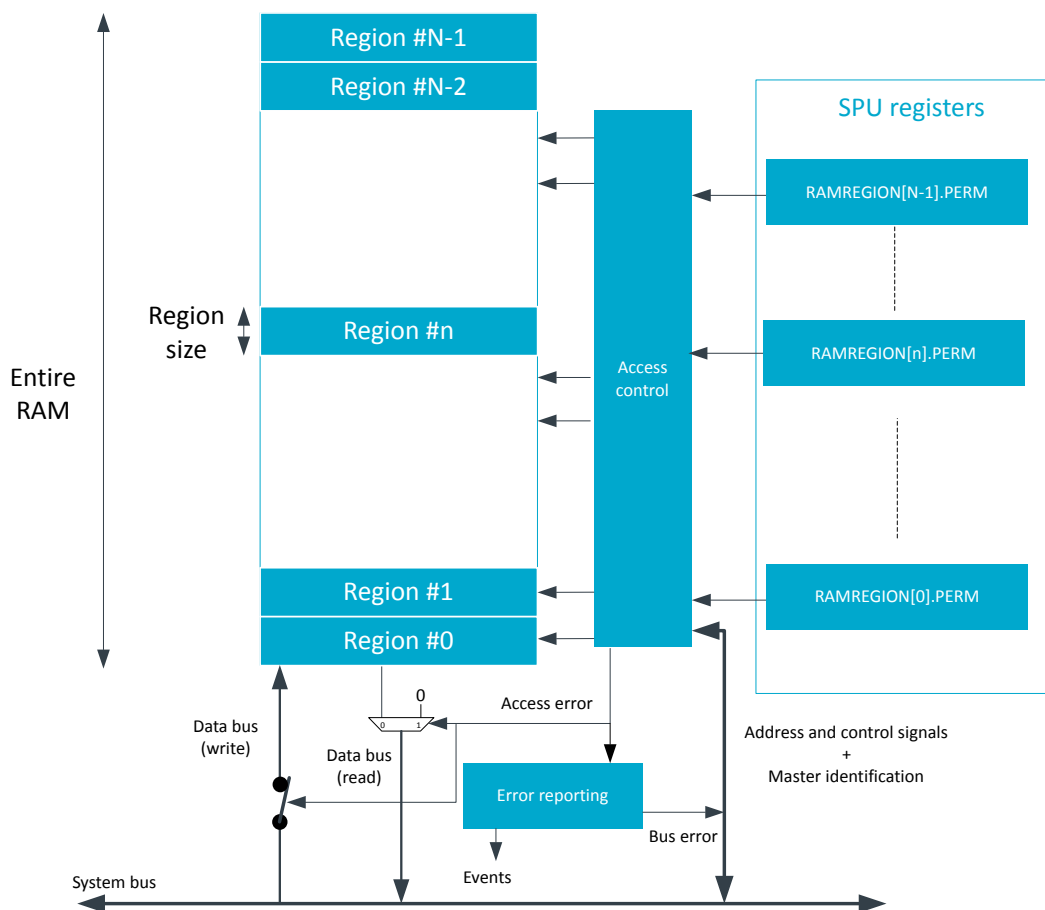 Region #N-1
Region #N-2
SPU registers
RAMREGION[N-1].PERM
Region
size
Region #n
RAMREGION[n].PERM
Entire
RAM
Access
control
Region #1
RAMREGION[0].PERM
Region #0
0
Access error
0 1
Data bus
(write)
Data bus
(read)
Address and control signals
+
Master identification
Error reporting
Bus error
Events
System bus